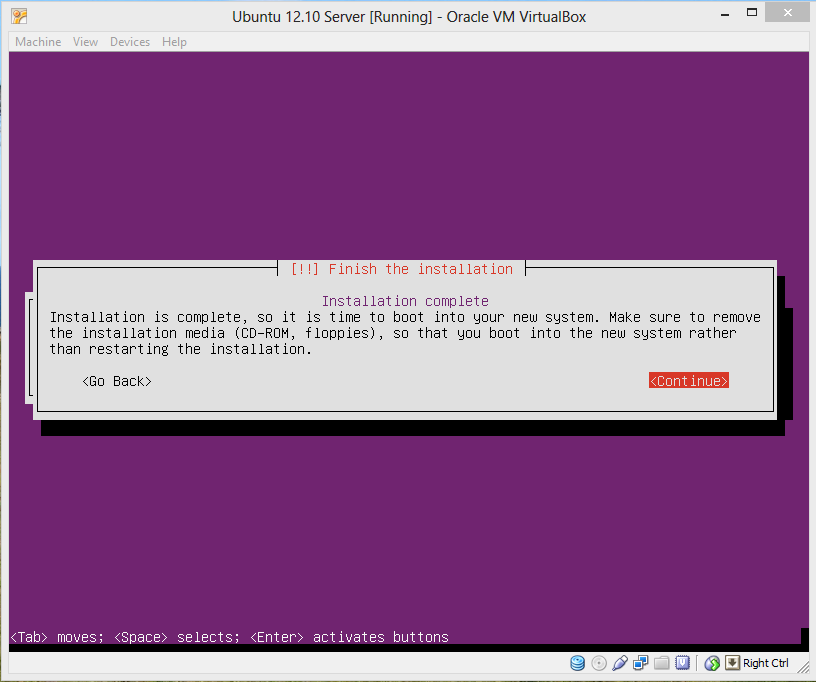 Ubuntu 12.10 Server [Running] - Oracle VM VirtualBox
Machine View Devices Help
[!!] Finish the installation
Installation complete
Installation is complete, so it is time to boot into your new system. Make sure to remove
the installation media (CD-ROM, floppies), so that you boot into the new system rather
than restarting the installation.
<Go Back> <Continue>
<Tab> moves; <Space> selects; <Enter> activates buttons
Right Ctrl